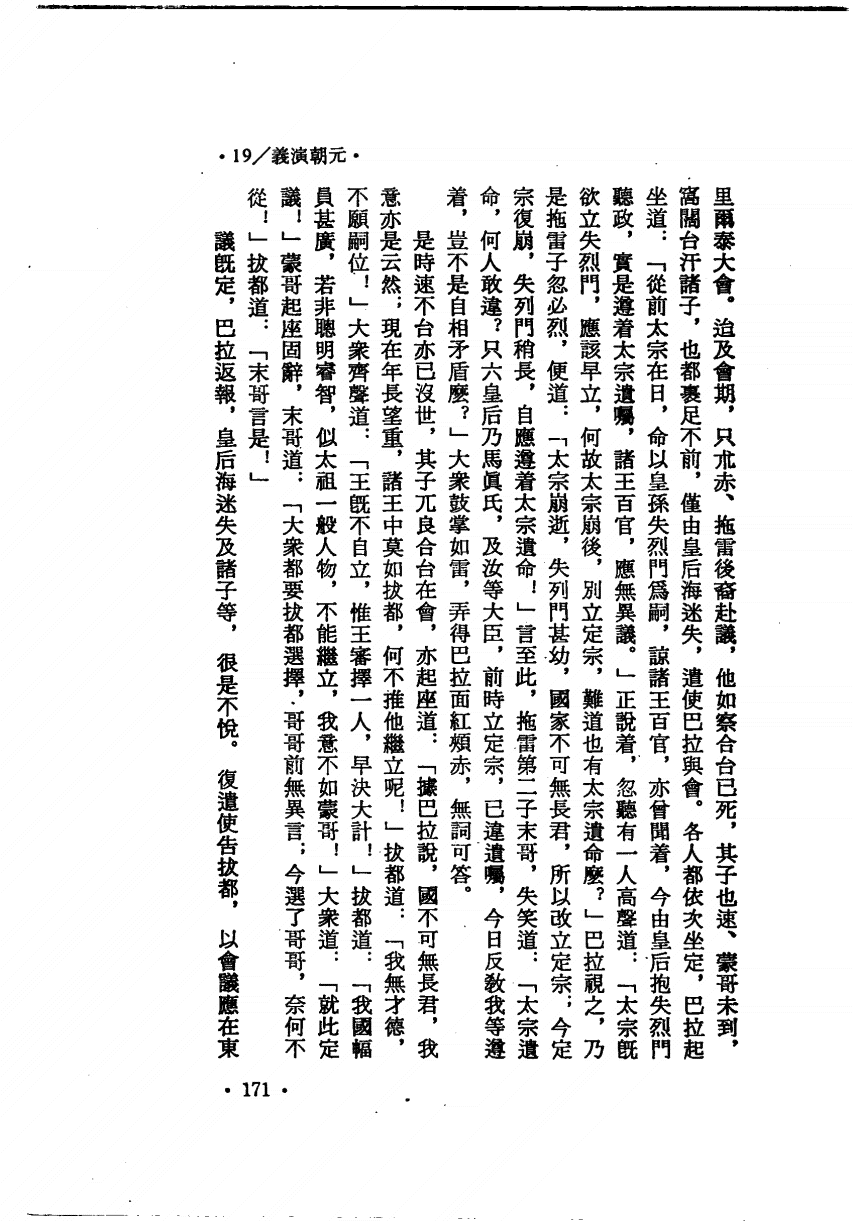 ·19／義演朝元·
里爾泰大會。迨及會期，只朮赤、拖雷後裔赴議，他如察合台已死，其子也速、蒙哥未到，
窩闊台汗諸子，也都裹足不前，僅由皇后海迷失，遣使巴拉與會。各人都依次坐定，巴拉起
坐道：「從前太宗在日，命以皇孫失烈門爲嗣，諒諸王百官，亦曾聞着，今由皇后抱失烈門
聽政，實是遵着太宗遺囑，諸王百官，應無異議。」正說着，忽聽有一人高聲道：「太宗旣
欲立失烈門，應該早立，何故太宗崩後，別立定宗，難道也有太宗遺命麽？」巴拉視之，乃
是拖雷子忽必烈，便道：「太宗崩逝，失列門甚幼，國家不可無長君，所以改立定宗；今定
宗復崩，失列門稍長，自應遵着太宗遺命！」言至此，拖雷第二子末哥，失笑道：「太宗遺
命，何人敢違？只六皇后乃馬眞氏，及汝等大臣，前時立定宗，已違遺囑，今日反敎我等遵
着，豈不是自相矛盾麽？」大衆鼓掌如雷，弄得巴拉面紅頰赤，無詞可答。
是時速不台亦已沒世，其子兀良合台在會，亦起座道：「據巴拉說，國不可無長君，我
意亦是云然；現在年長望重，諸王中莫如拔都，何不推他繼立呢！」拔都道：「我無才德，
不願嗣位！」大衆齊聲道：「王旣不自立，惟王審擇一人，早決大計！」拔都道：「我國幅
員甚廣，若非聰明睿智，似太祖一般人物，不能繼立，我意不如蒙哥！」大衆道：「就此定
議！」蒙哥起座固辭，末哥道：「大衆都要拔都選擇，哥哥前無異言；今選了哥哥，奈何不
從！」拔都道：「末哥言是！」
議旣定，巴拉返報，皇后海迷失及諸子等，很是不悅。復遣使告拔都，以會議應在東
·171·